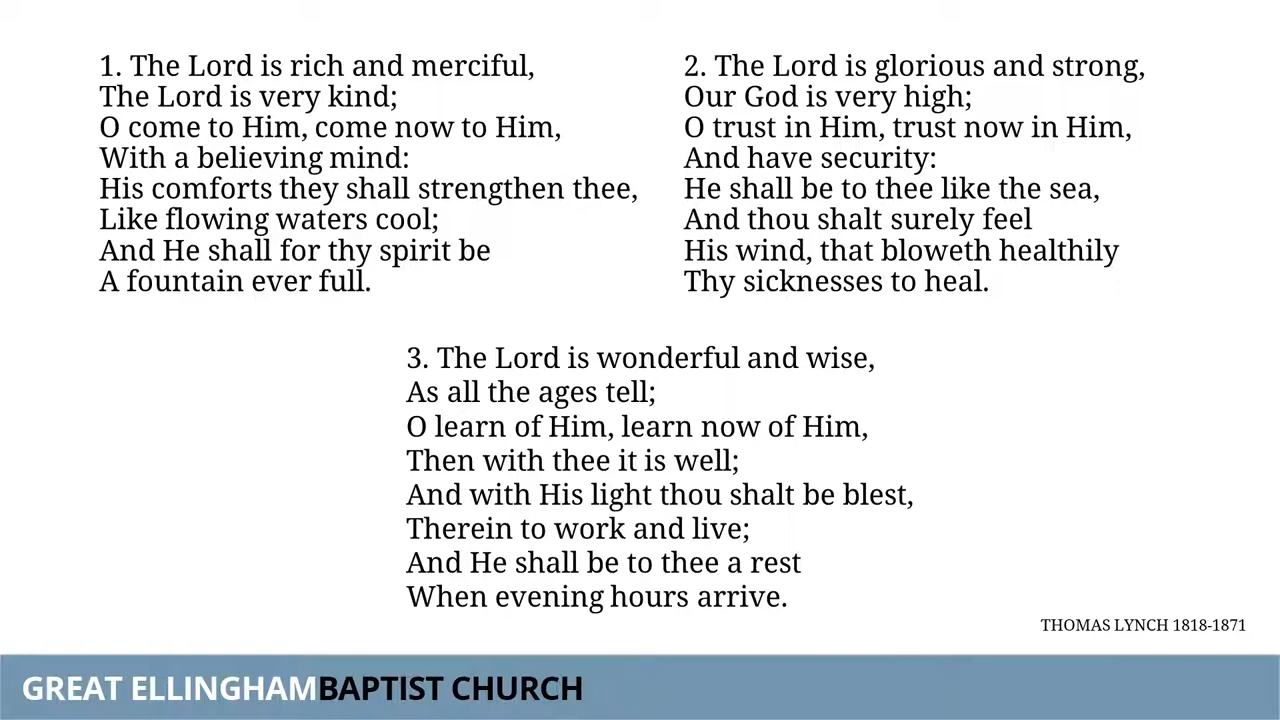 1. The Lord is rich and merciful,
The Lord is very kind;
O come to Him, come now to Him,
With a believing mind:
His comforts they shall strengthen thee,
Like flowing waters cool;
And He shall for thy spirit be
A fountain ever full.
2. The Lord is glorious and strong,
Our God is very high;
O trust in Him, trust now in Him,
And have security:
He shall be to thee like the sea,
And thou shalt surely feel
His wind, that bloweth healthily
Thy sicknesses to heal.
3. The Lord is wonderful and wise,
As all the ages tell;
O learn of Him, learn now of Him,
Then with thee it is well;
And with His light thou shalt be blest,
Therein to work and live;
And He shall be to thee a rest
When evening hours arrive.
THOMAS LYNCH 1818-1871
GREAT ELLINGHAMBAPTIST CHURCH